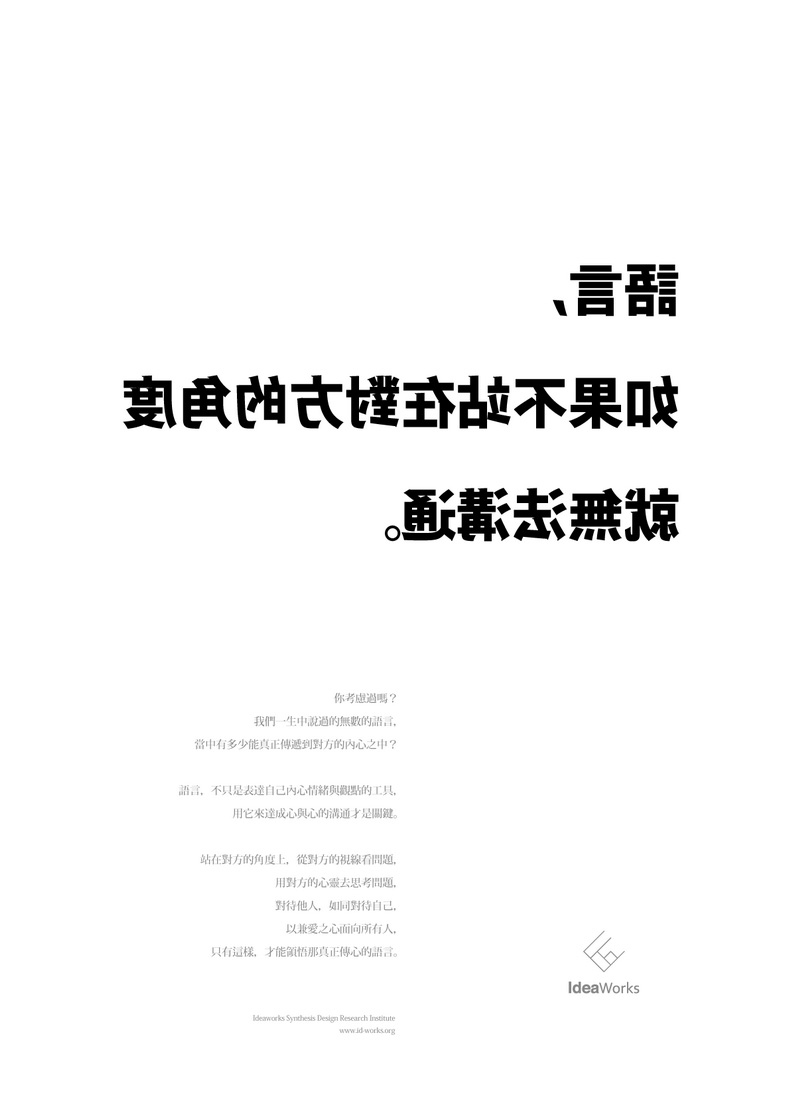 語言，
如果不站在對方的角度
就無法溝通。
你考慮過嗎？
我們一生中說過的無數的語言，
當中有多少能真正傳遞到對方的內心之中？
語言，不只是表達自己內心情緒與觀點的工具，
用它來達成心與心的溝通才是關鍵。
站在對方的角度上，從對方的視線看問題，
用對方的心靈去思考問題，
對待他人，如同對待自己，
以兼愛之心面向所有人，
只有這樣，才能領悟那真正傳心的語言。
IdeaWorks
Ideaworks Synthesis Design Research Institute
www.id-works.org